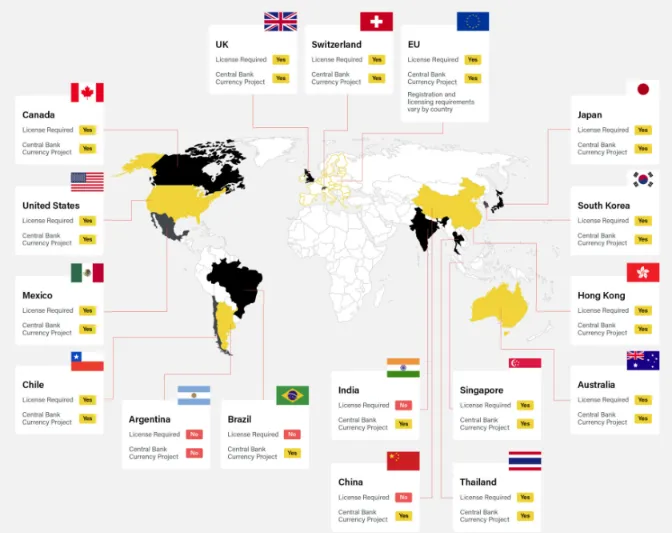 UK
License Required Yes
Central Bank
Currency Project Yes
Switzerland
License Required Yes
Central Bank
Currency Project Yes
EU
License Required Yes
Central Bank
Currency Project Yes
Registration and
licensing requirements
vary by country
Canada
License Required Yes
Central Bank
Currency Project Yes
Japan
License Required Yes
Central Bank
Currency Project Yes
United States
License Required Yes
Central Bank
Currency Project Yes
South Korea
License Required Yes
Central Bank
Currency Project Yes
Mexico
License Required Yes
Central Bank
Currency Project Yes
Hong Kong
License Required Yes
Central Bank
Currency Project Yes
Chile
License Required Yes
Central Bank
Currency Project Yes
Argentina
License Required No
Central Bank
Currency Project No
Brazil
License Required No
Central Bank
Currency Project Yes
India
License Required No
Central Bank
Currency Project Yes
Singapore
License Required Yes
Central Bank
Currency Project Yes
Australia
License Required Yes
Central Bank
Currency Project Yes
China
License Required No
Central Bank
Currency Project Yes
Thailand
License Required Yes
Central Bank
Currency Project Yes